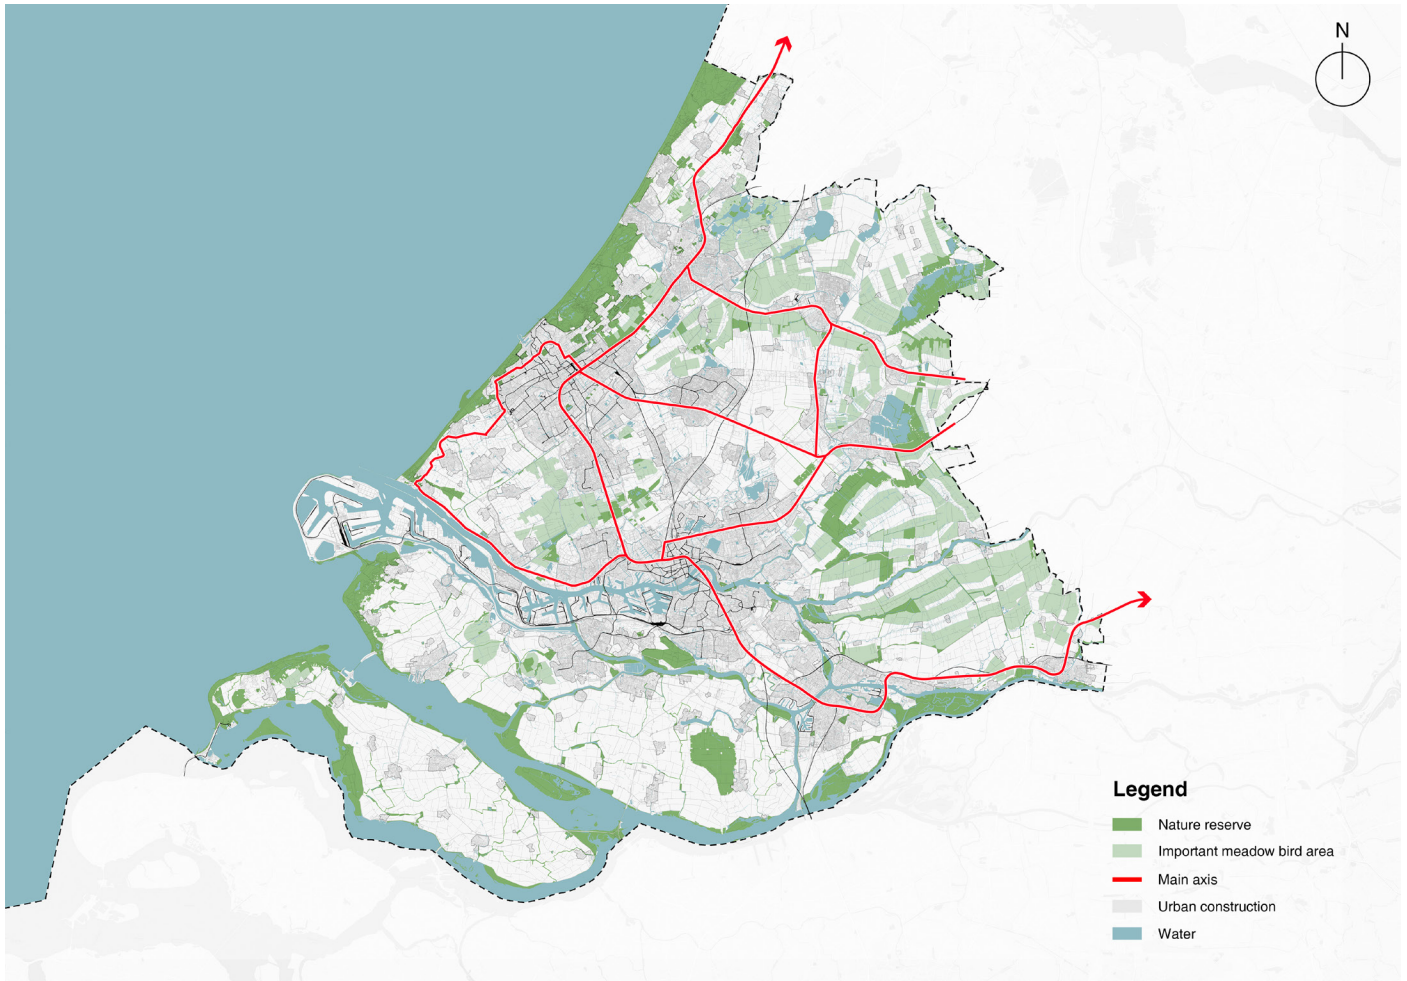 N
Legend
Nature reserve
Important meadow bird area
Main axis
Urban construction
Water